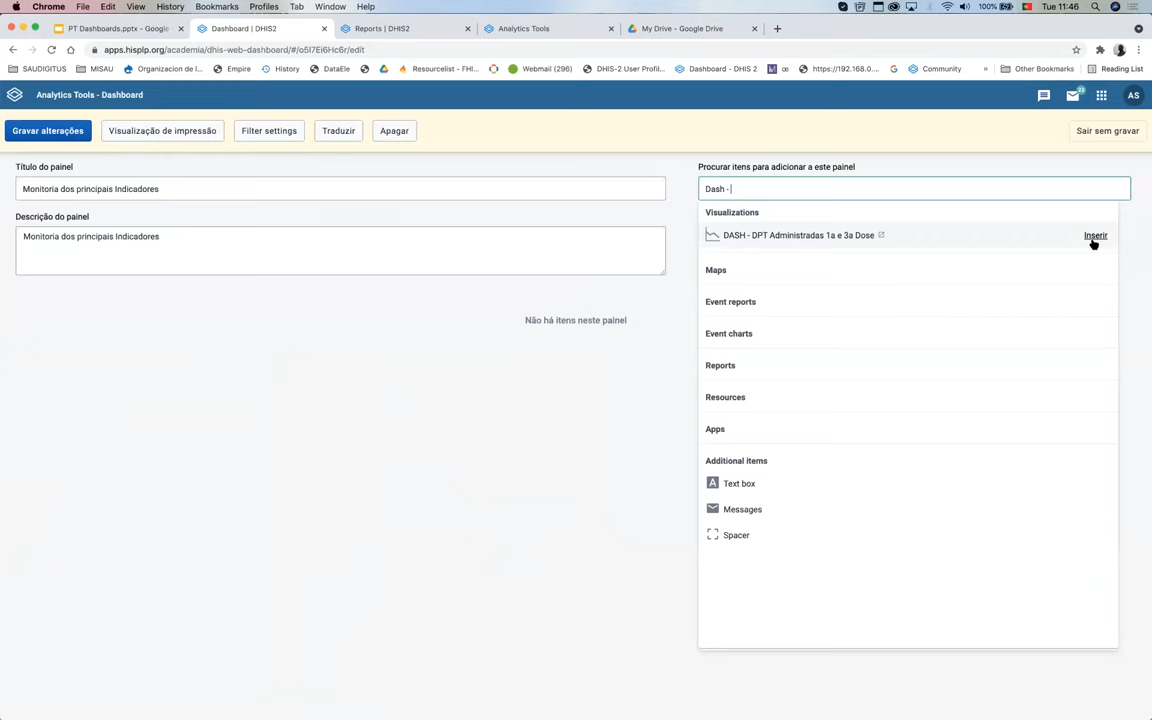 Chrome File Edit View History Bookmarks Profiles Tab Window Help 100% Tue 11:46
PT Dashboards.pptx - Google Dashboard | DHIS2 Reports | DHIS2 Analytics Tools My Drive - Google Drive
apps.hisplp.org/academia/dhis-web-dashboard/#/o5I7Ei6Hc6r/edit
SAUDIGITUS MISAU Organizacion de I... Empire History DataEle Resourcelist – FHI... Webmail (296) DHIS-2 User Profil... Dashboard - DHIS 2 https://192.168.0.... Community » Other Bookmarks Reading List
Analytics Tools - Dashboard 23 AS
Gravar alterações Visualização de impressão Filter settings Traduzir Apagar Sair sem gravar
Título do painel
Monitoria dos principais Indicadores
Descrição do painel
Monitoria dos principais Indicadores
Não há itens neste painel
Procurar itens para adicionar a este painel
Dash -
Visualizations
DASH - DPT Administradas 1a e 3a Dose Inserir
Maps
Event reports
Event charts
Reports
Resources
Apps
Additional items
Text box
Messages
Spacer